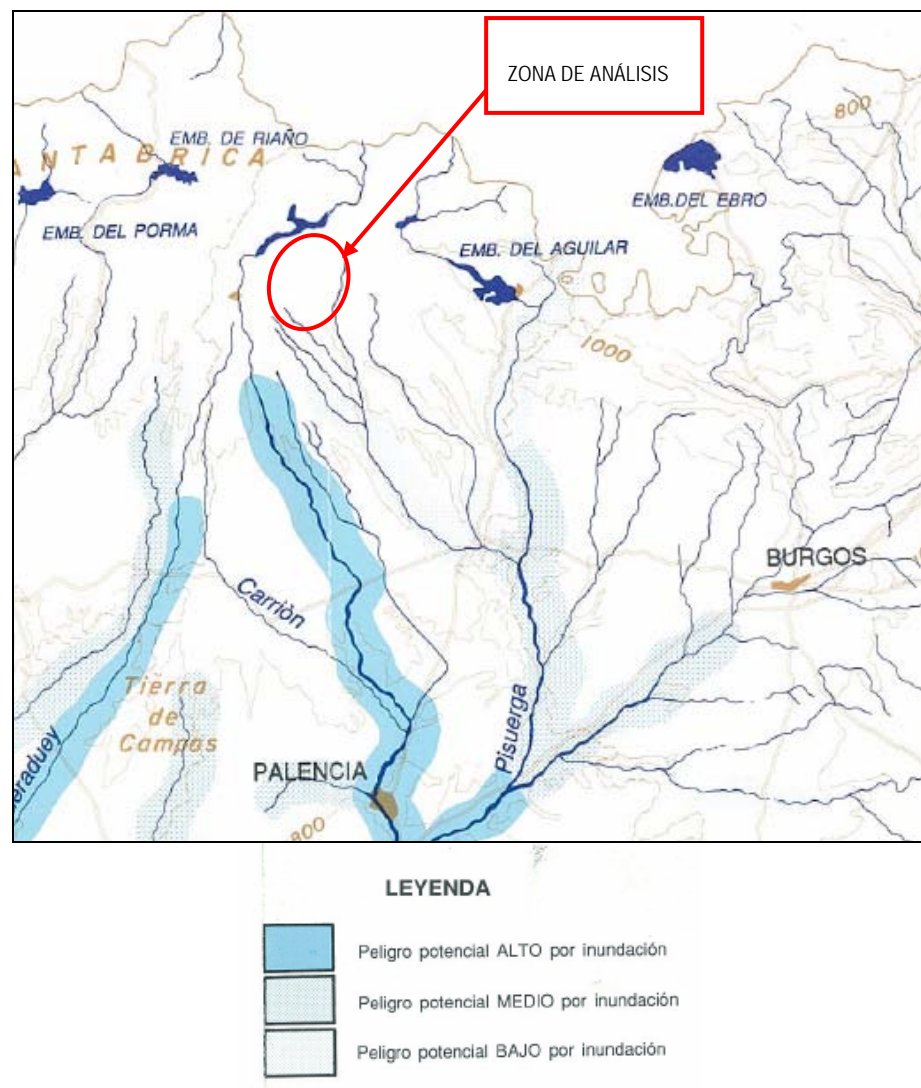 ZONA DE ANÁLISIS
800
EMB. DE RIAÑO
ANTABRICA
EMB. DEL EBRO
EMB. DEL PORMA
EMB. DEL AGUILAR
1000
BURGOS
Carriòn
Tierra
de
Campas
Pisuerga
eraduey
PALENCIA
800
LEYENDA
Peligro potencial ALTO por inundación
Peligro potencial MEDIO por inundación
Peligro potencial BAJO por inundación